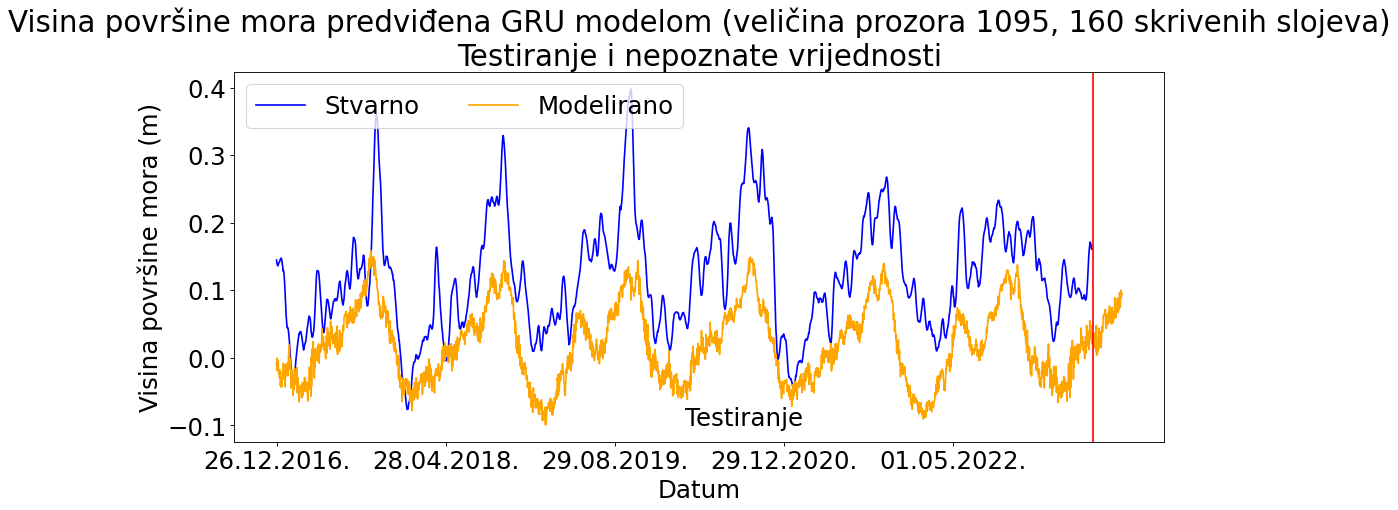 Visina površine mora predviđena GRU modelom (veličina prozora 1095, 160 skrivenih slojeva)
Testiranje i nepoznate vrijednosti
Stvarno Modelirano
0.4
0.3
0.2
0.1
0.0
−0.1
Visina površine mora (m)
Testiranje
26.12.2016. 28.04.2018. 29.08.2019. 29.12.2020. 01.05.2022.
Datum